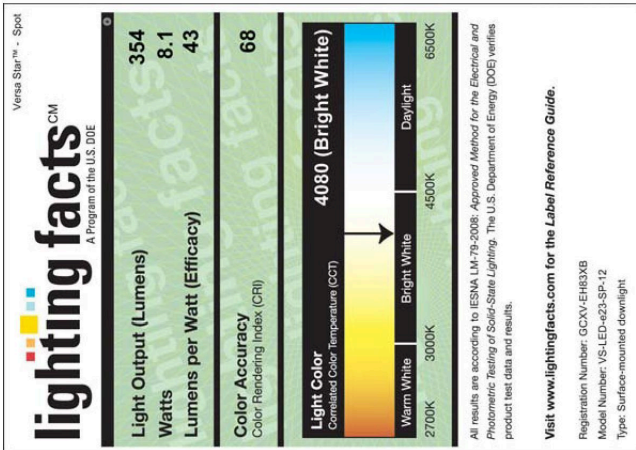 Versa Star™ - Spot
lighting facts CM
A Program of the U.S. DOE
Light Output (Lumens) 354
Watts 8.1
Lumens per Watt (Efficacy) 43
Color Accuracy 68
Color Rendering Index (CRI)
Light Color 4080 (Bright White)
Correlated Color Temperature (CCT)
Warm White Bright White Daylight
2700K 3000K 4500K 6500K
All results are according to IESNA LM-79-2008: Approved Method for the Electrical and
Photometric Testing of Solid-State Lighting. The U.S. Department of Energy (DOE) verifies
product test data and results.
Visit www.lightingfacts.com for the Label Reference Guide.
Registration Number: GCXV-EH83XB
Model Number: VS-LED-e23-SP-12
Type: Surface-mounted downlight